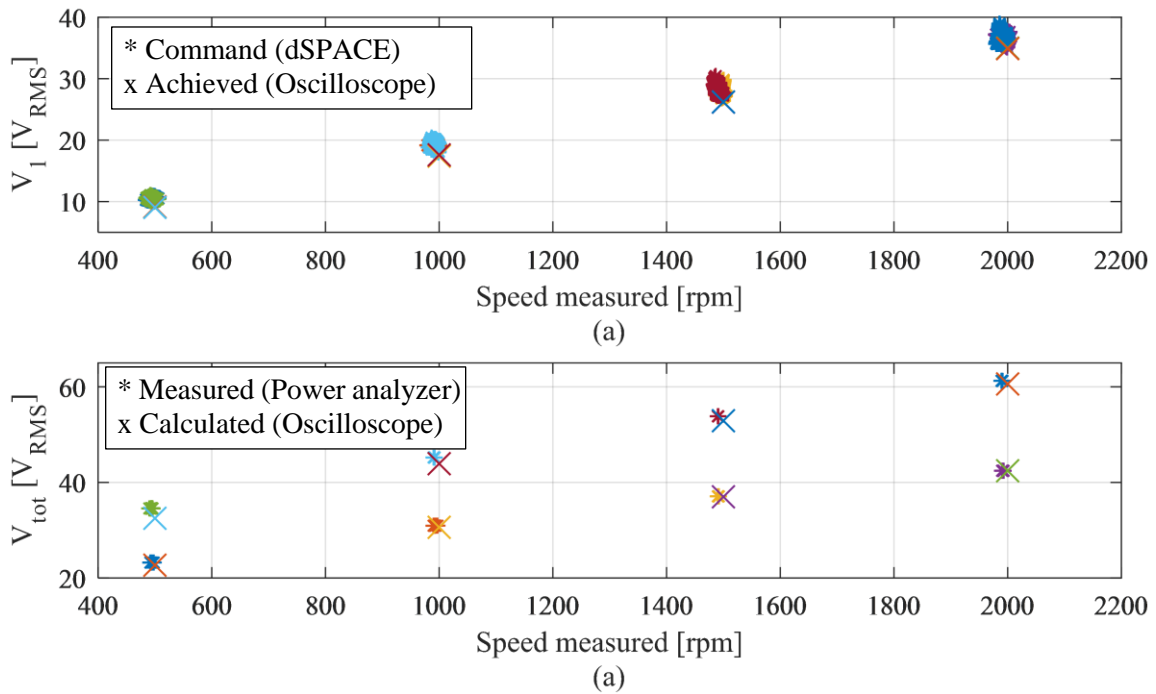 * Command (dSPACE)
x Achieved (Oscilloscope)
V1 [VRMS]
40
30
20
10
400 600 800 1000 1200 1400 1600 1800 2000 2200
Speed measured [rpm]
(a)
* Measured (Power analyzer)
x Calculated (Oscilloscope)
Vtot [VRMS]
60
40
20
400 600 800 1000 1200 1400 1600 1800 2000 2200
Speed measured [rpm]
(a)